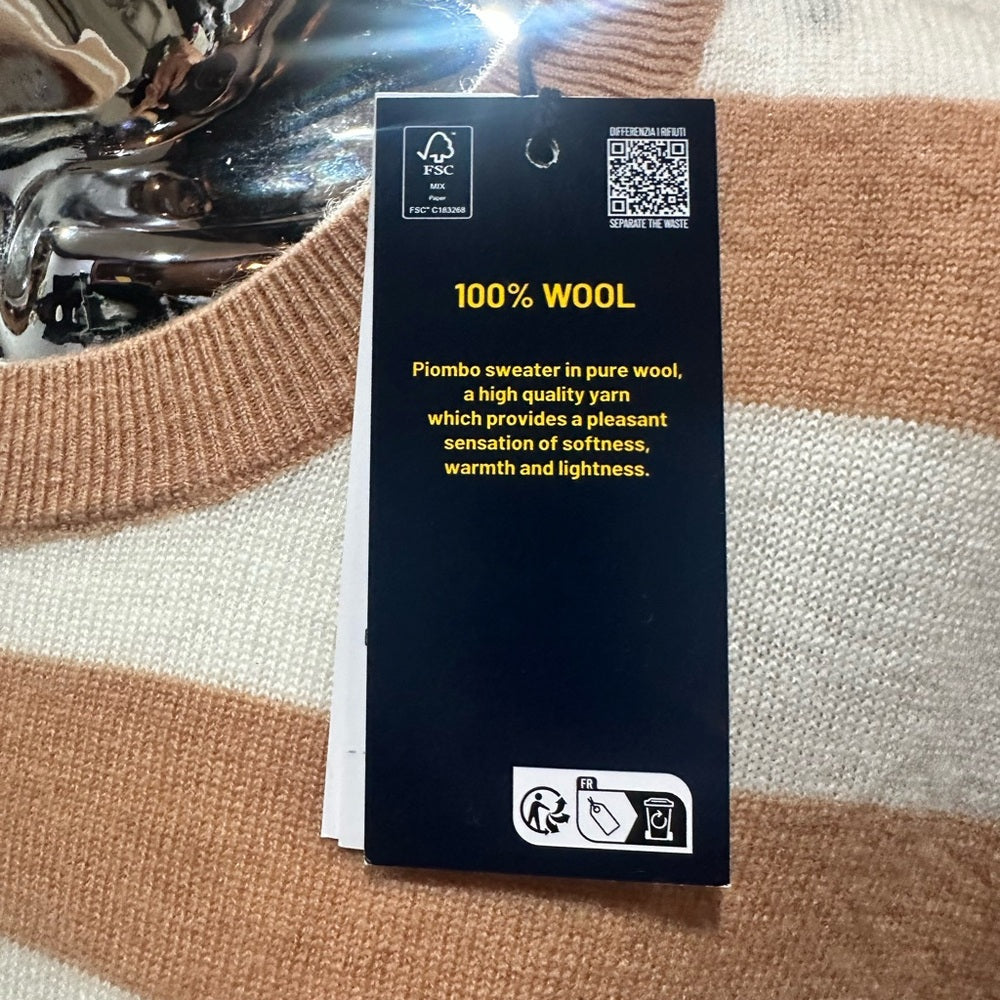 FSC™
MIX
Paper
FSC™ C183268
DIFFERENZIA I RIFIUTI
SEPARATE THE WASTE
100% WOOL
Piombo sweater in pure wool,
a high quality yarn
which provides a pleasant
sensation of softness,
warmth and lightness.
FR